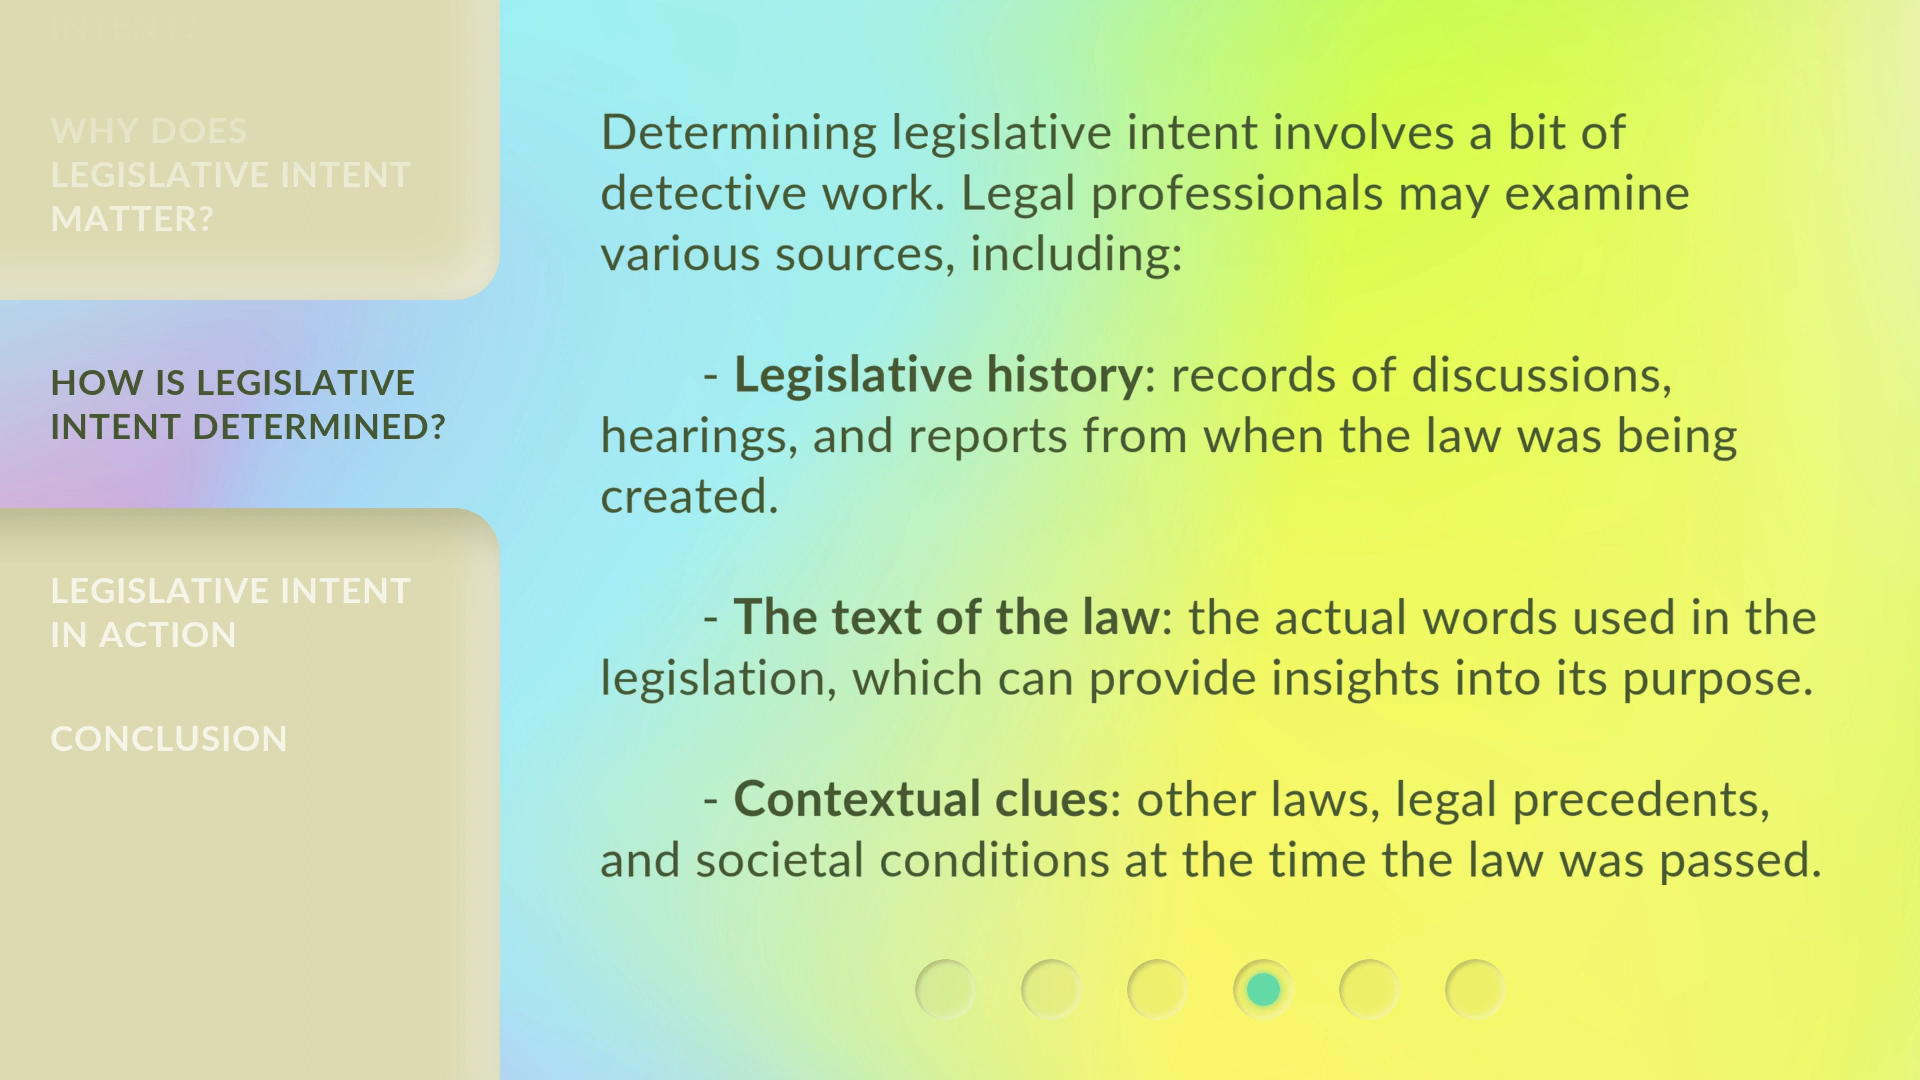 INTENT?
WHY DOES
LEGISLATIVE INTENT
MATTER?
HOW IS LEGISLATIVE
INTENT DETERMINED?
LEGISLATIVE INTENT
IN ACTION
CONCLUSION
Determining legislative intent involves a bit of
detective work. Legal professionals may examine
various sources, including:
- Legislative history: records of discussions,
hearings, and reports from when the law was being
created.
- The text of the law: the actual words used in the
legislation, which can provide insights into its purpose.
- Contextual clues: other laws, legal precedents,
and societal conditions at the time the law was passed.